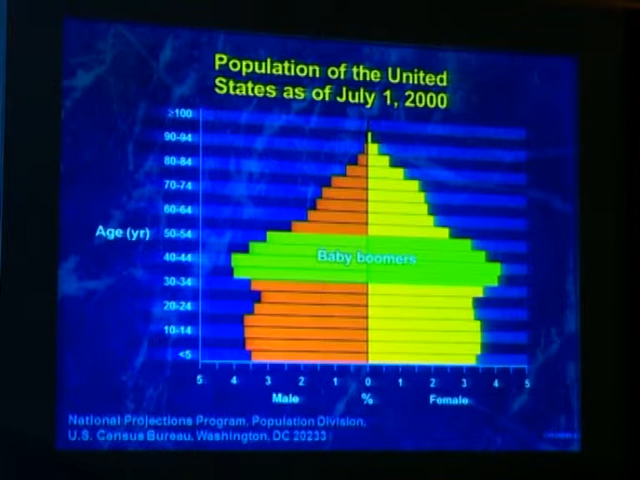 Population of the United
States as of July 1, 2000
≥100
90-94
80-84
70-74
60-64
Age (yr)
50-54
Baby boomers
40-44
30-34
20-24
10-14
<5
5 4 3 2 1 0 1 2 3 4 5
Male % Female
National Projections Program, Population Division,
U.S. Census Bureau, Washington, DC 20233